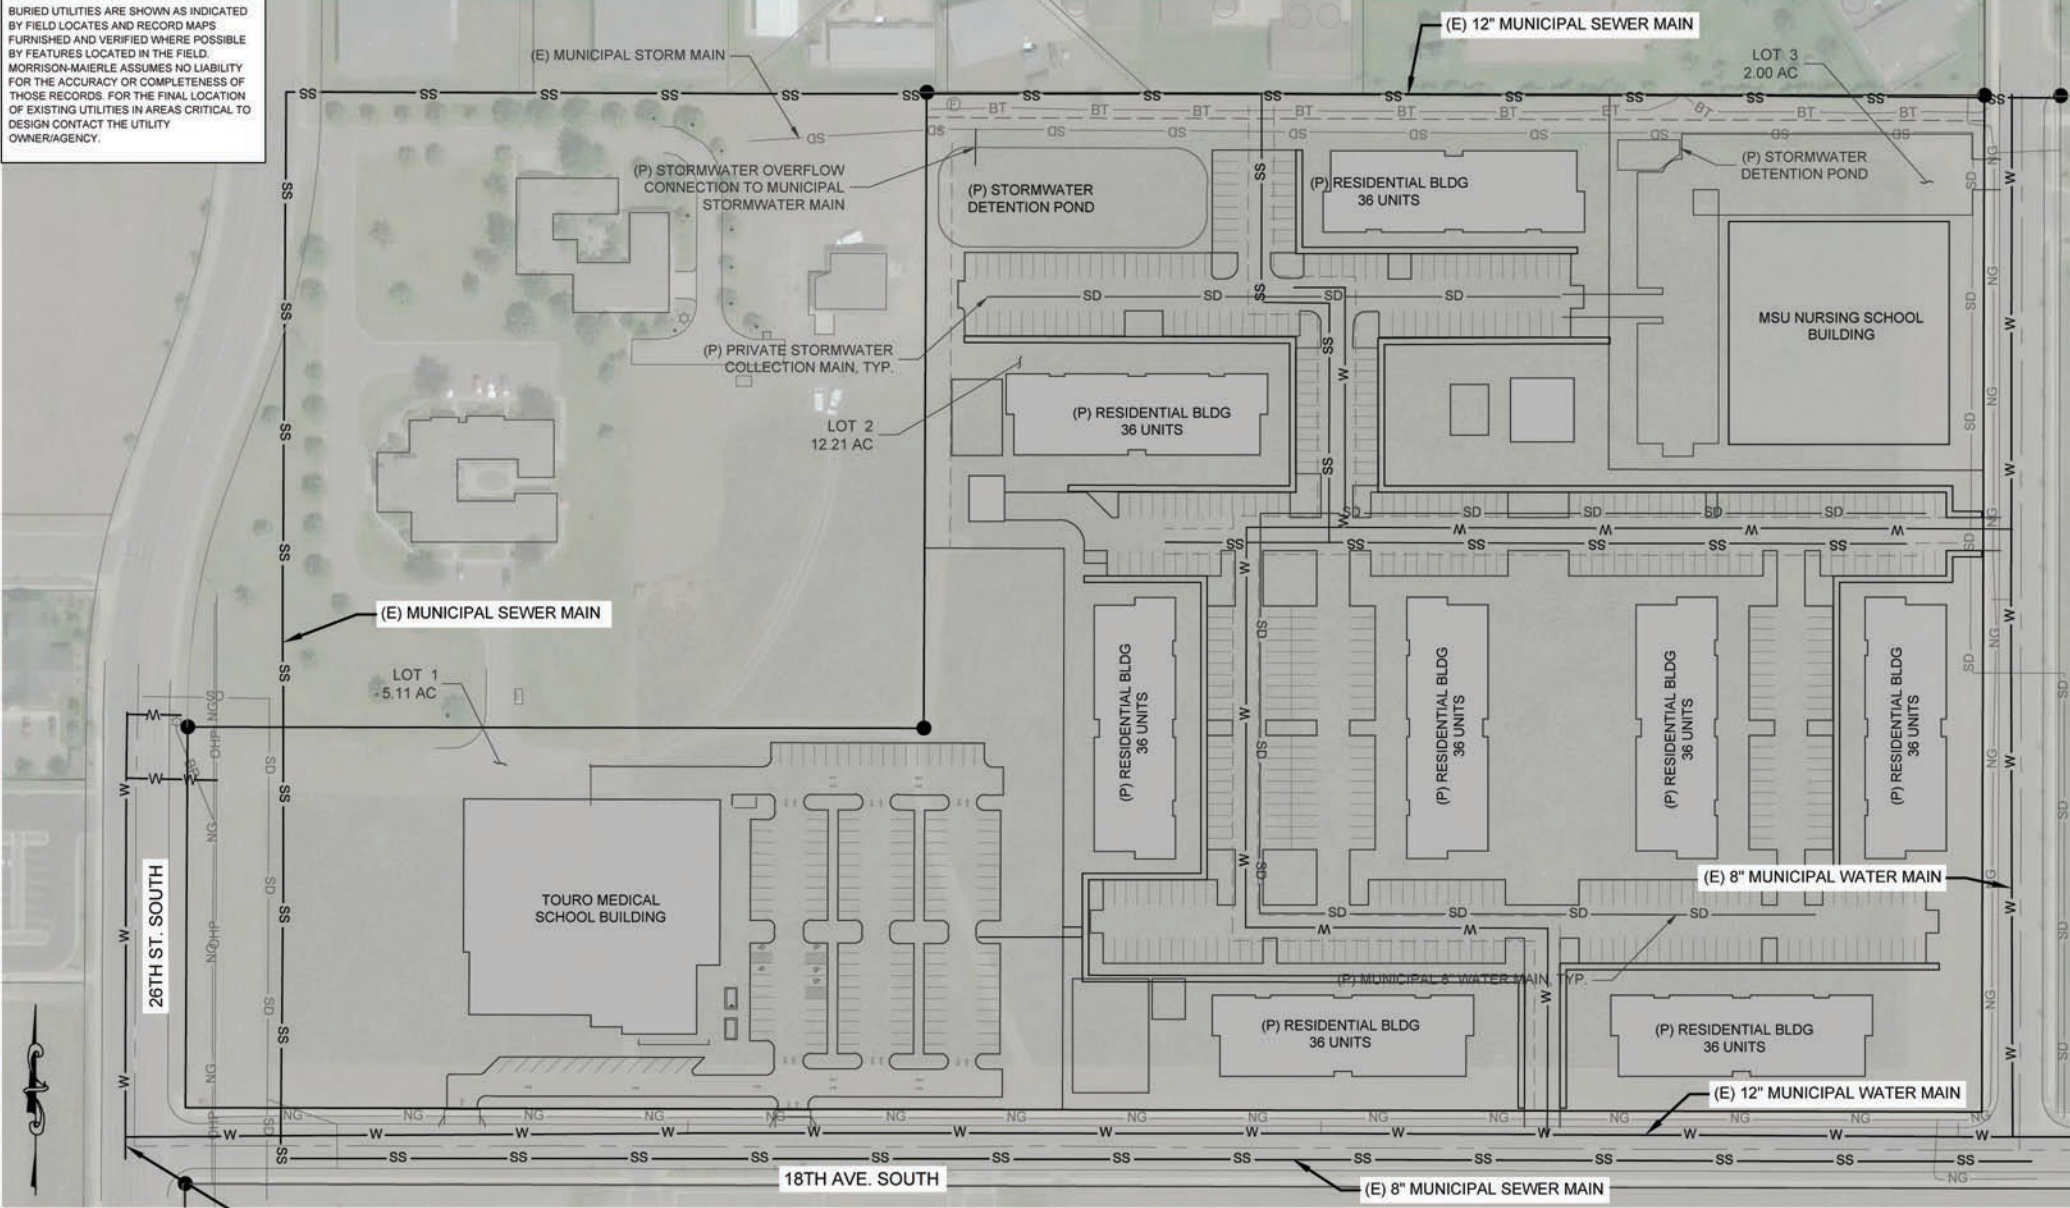 BURIED UTILITIES ARE SHOWN AS INDICATED
BY FIELD LOCATES AND RECORD MAPS
FURNISHED AND VERIFIED WHERE POSSIBLE
BY FEATURES LOCATED IN THE FIELD.
MORRISON-MAIERLE ASSUMES NO LIABILITY
FOR THE ACCURACY OR COMPLETENESS OF
THOSE RECORDS. FOR THE FINAL LOCATION
OF EXISTING UTILITIES IN AREAS CRITICAL TO
DESIGN CONTACT THE UTILITY
OWNER/AGENCY.
(E) MUNICIPAL STORM MAIN
(E) 12" MUNICIPAL SEWER MAIN
LOT 3
2.00 AC
(P) STORMWATER OVERFLOW
CONNECTION TO MUNICIPAL
STORMWATER MAIN
(P) STORMWATER
DETENTION POND
(P) RESIDENTIAL BLDG
36 UNITS
(P) STORMWATER
DETENTION POND
MSU NURSING SCHOOL
BUILDING
(P) PRIVATE STORMWATER
COLLECTION MAIN, TYP.
LOT 2
12.21 AC
(P) RESIDENTIAL BLDG
36 UNITS
(E) MUNICIPAL SEWER MAIN
LOT 1
5.11 AC
(P) RESIDENTIAL BLDG
36 UNITS
(P) RESIDENTIAL BLDG
36 UNITS
(P) RESIDENTIAL BLDG
36 UNITS
(P) RESIDENTIAL BLDG
36 UNITS
(E) 8" MUNICIPAL WATER MAIN
TOURO MEDICAL
SCHOOL BUILDING
26TH ST. SOUTH
(P) MUNICIPAL 8" WATER MAIN, TYP.
(P) RESIDENTIAL BLDG
36 UNITS
(P) RESIDENTIAL BLDG
36 UNITS
(E) 12" MUNICIPAL WATER MAIN
18TH AVE. SOUTH
(E) 8" MUNICIPAL SEWER MAIN